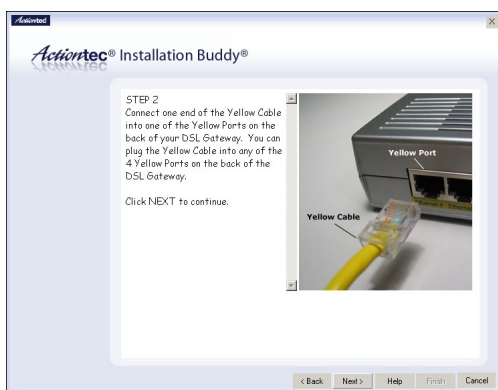 Actiontec
Actiontec® Installation Buddy®
STEP 2
Connect one end of the Yellow Cable
into one of the Yellow Ports on the
back of your DSL Gateway. You can
plug the Yellow Cable into any of the
4 Yellow Ports on the back of the
DSL Gateway.
Click NEXT to continue.
Yellow Port
Ethernet 4
Yellow Cable
< Back
Next >
Help
Finish
Cancel